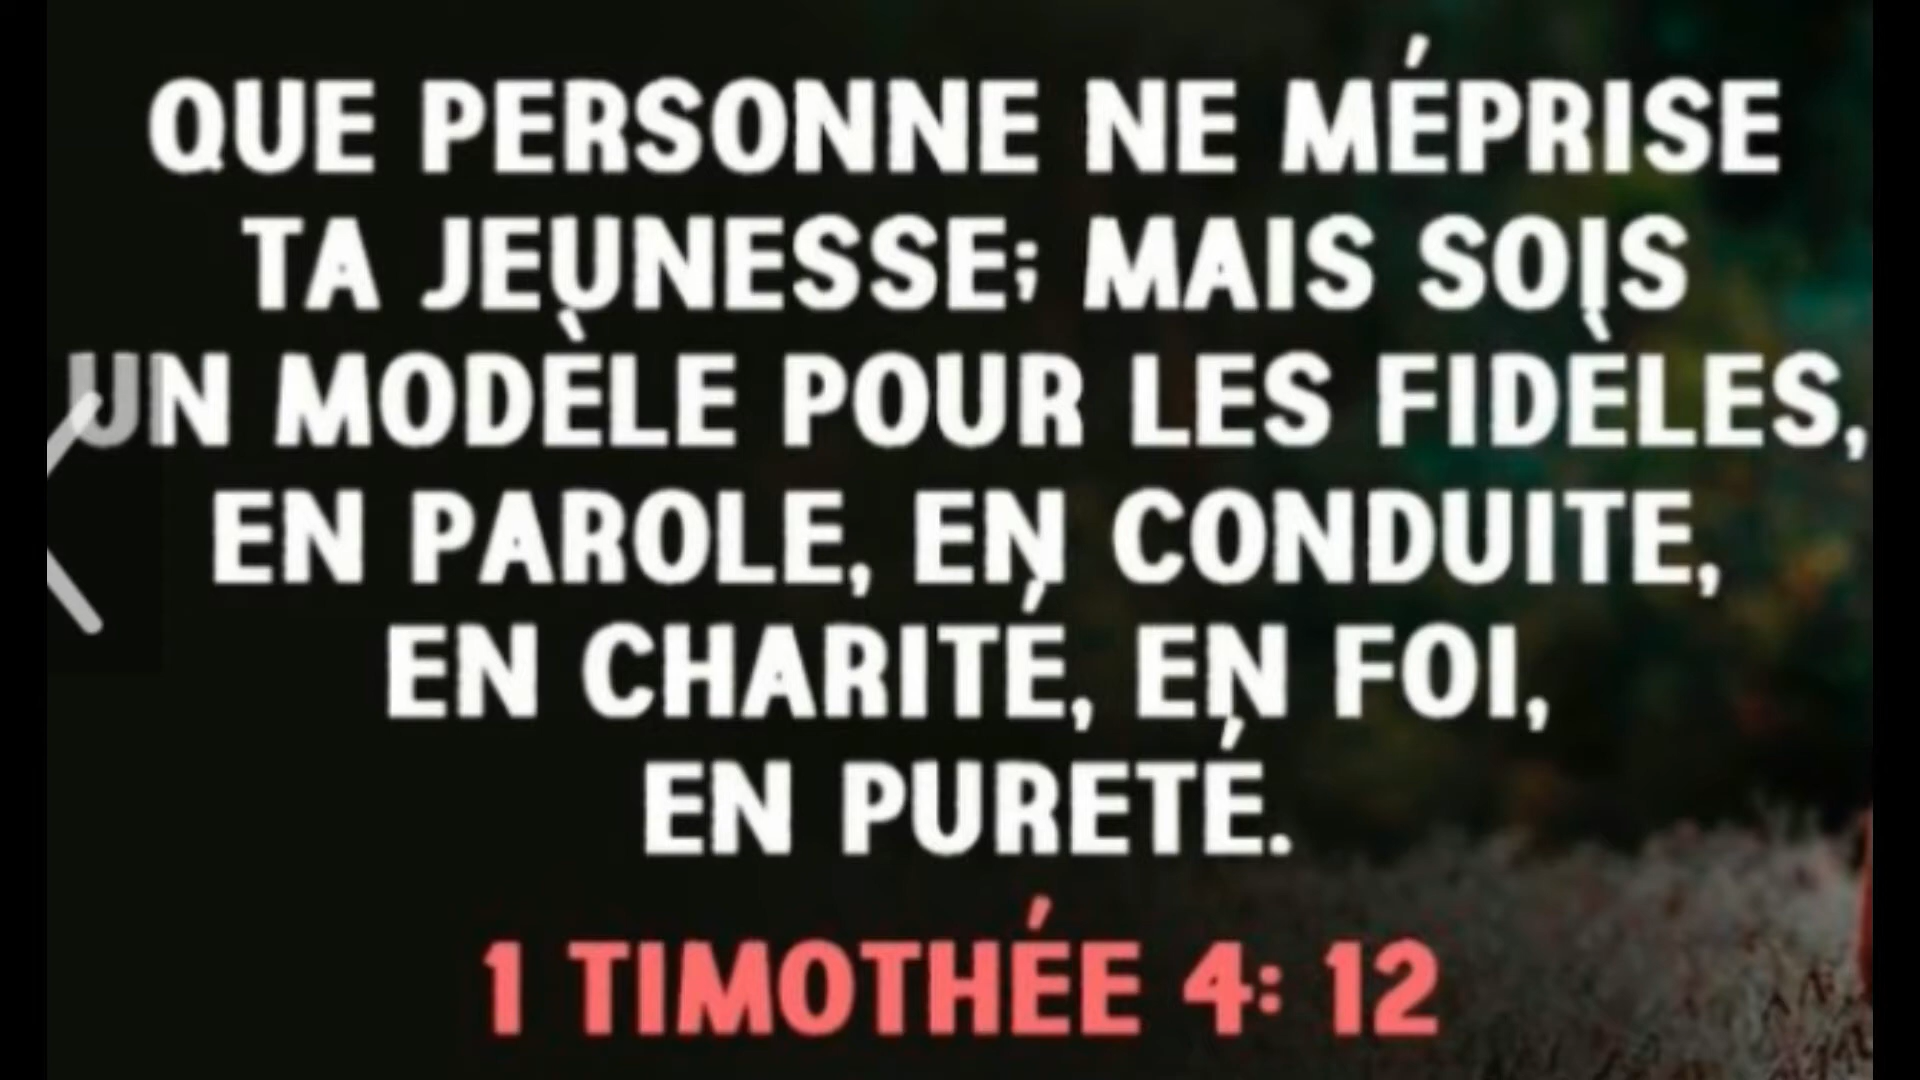 QUE PERSONNE NE MÉPRISE
TA JEUNESSE; MAIS SOIS
UN MODÈLE POUR LES FIDÈLES,
EN PAROLE, EN CONDUITE,
EN CHARITÉ, EN FOI,
EN PURETÉ.
1 TIMOTHÉE 4: 12